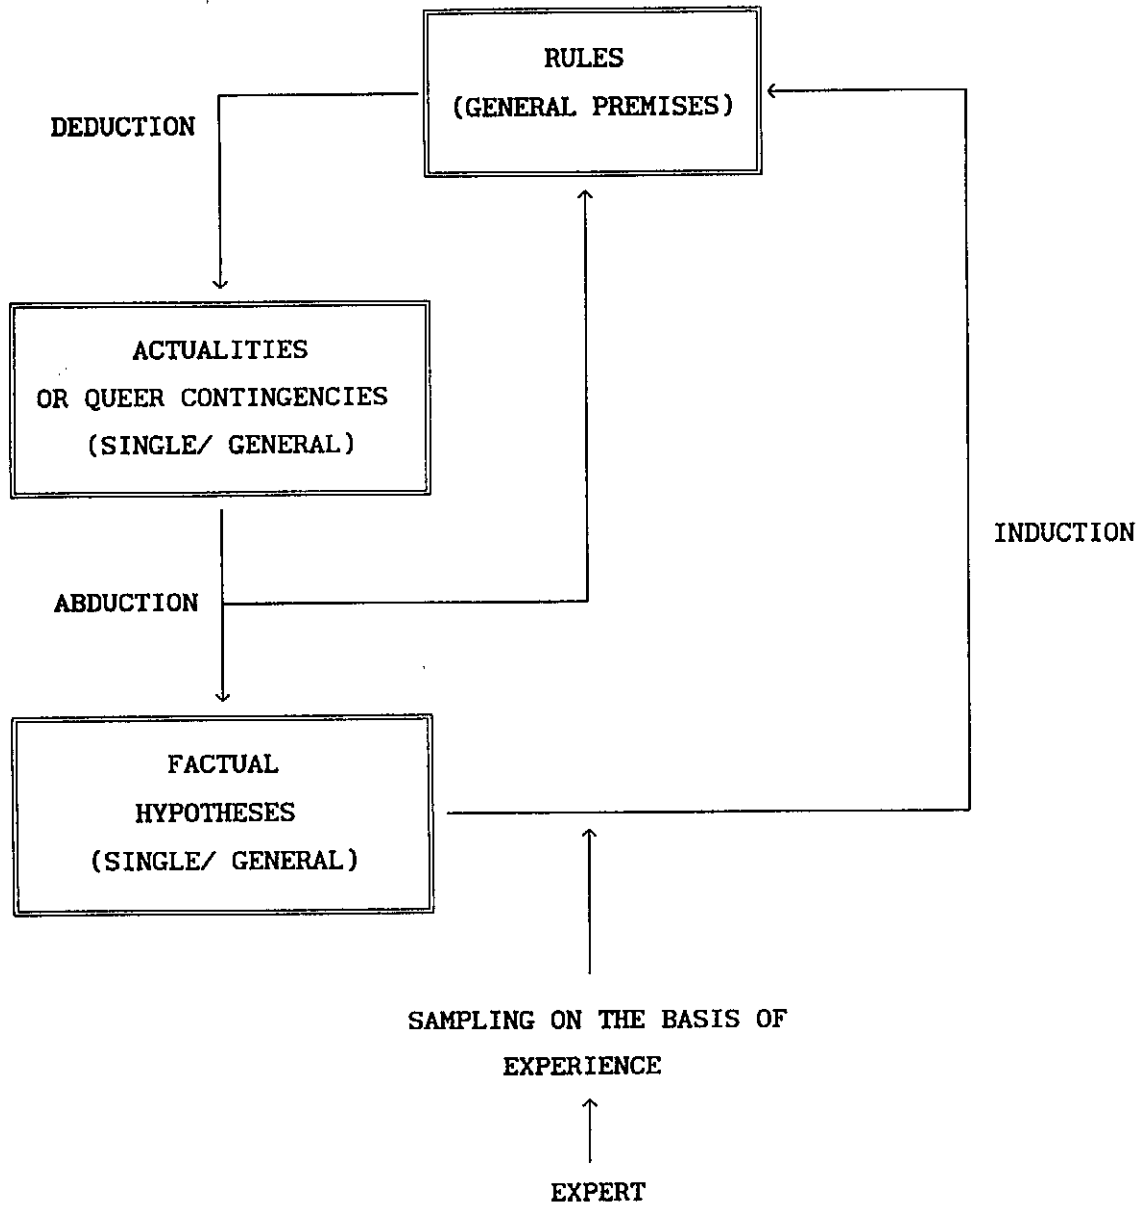 RULES
(GENERAL PREMISES)
DEDUCTION
ACTUALITIES
OR QUEER CONTINGENCIES
(SINGLE/ GENERAL)
INDUCTION
ABDUCTION
FACTUAL
HYPOTHESES
(SINGLE/ GENERAL)
SAMPLING ON THE BASIS OF
EXPERIENCE
EXPERT